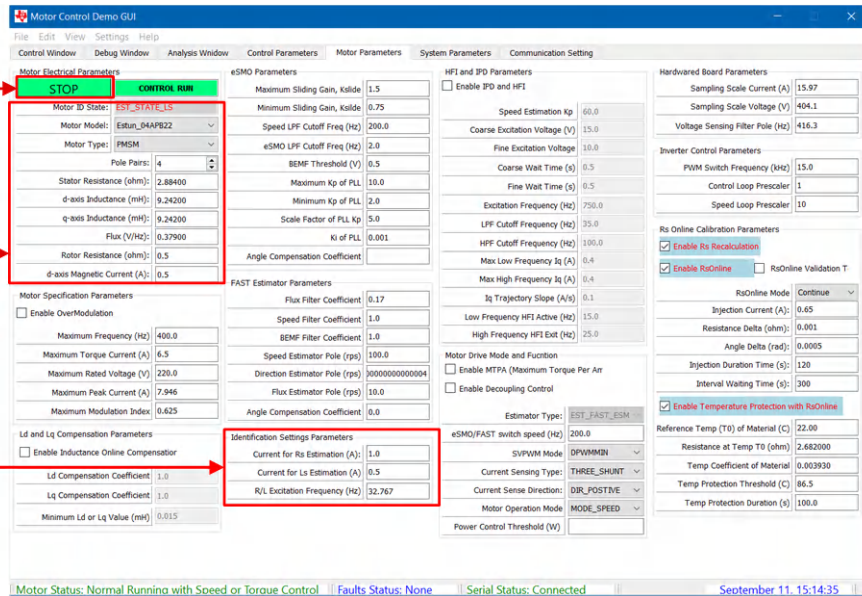 Motor Control Demo GUI
File Edit View Settings Help
Control Window Debug Window Analysis Window Control Parameters Motor Parameters System Parameters Communication Setting
Motor Electrical Parameters
STOP CONTROL RUN
Motor ID State: EST_STATE_LS
Motor Model: Estun_04APB22
Motor Type: PMSM
Pole Pairs: 4
Stator Resistance (ohm): 2.88400
d-axis Inductance (mH): 9.24200
q-axis Inductance (mH): 9.24200
Flux (V/Hz): 0.37900
Rotor Resistance (ohm): 0.5
d-axis Magnetic Current (A): 0.5
Motor Specification Parameters
Enable OverModulation
Maximum Frequency (Hz) 400.0
Maximum Torque Current (A) 6.5
Maximum Rated Voltage (V) 220.0
Maximum Peak Current (A) 7.946
Maximum Modulation Index 0.625
Ld and Lq Compensation Parameters
Enable Inductance Online Compensatior
Ld Compensation Coefficient 1.0
Lq Compensation Coefficient 1.0
Minimum Ld or Lq Value (mH) 0.015
eSMO Parameters
Maximum Sliding Gain, Kslide 1.5
Minimum Sliding Gain, Kslide 0.75
Speed LPF Cutoff Freq (Hz) 200.0
eSMO LPF Cutoff Freq (Hz) 2.0
BEMF Threshold (V) 0.5
Maximum Kp of PLL 10.0
Minimum Kp of PLL 2.0
Scale Factor of PLL Kp 5.0
Ki of PLL 0.001
Angle Compensation Coefficient
FAST Estimator Parameters
Flux Filter Coefficient 0.17
Speed Filter Coefficient 1.0
BEMF Filter Coefficient 1.0
Speed Estimator Pole (rps) 100.0
Direction Estimator Pole (rps) 00000000000004
Flux Estimator Pole (rps) 10.0
Angle Compensation Coefficient 0.0
Identification Settings Parameters
Current for Rs Estimation (A): 1.0
Current for Ls Estimation (A) 0.5
R/L Excitation Frequency (Hz) 32.767
HFI and IPD Parameters
Enable IPD and HFI
Speed Estimation Kp 60.0
Coarse Excitation Voltage (V) 15.0
Fine Excitation Voltage 10.0
Coarse Wait Time (s) 0.5
Fine Wait Time (s) 0.5
Excitation Frequency (Hz) 750.0
LPF Cutoff Frequency (Hz) 35.0
HPF Cutoff Frequency (Hz) 100.0
Max Low Frequency Iq (A) 0.4
Max High Frequency Iq (A) 0.4
Iq Trajectory Slope (A/s) 0.1
Low Frequency HFI Active (Hz) 15.0
High Frequency HFI Exit (Hz) 25.0
Motor Drive Mode and Fucntion
Enable MTPA (Maximum Torque Per Am
Enable Decoupling Control
Estimator Type: EST_FAST_ESM
eSMO/FAST switch speed (Hz) 200.0
SVPWM Mode DPWMMIN
Current Sensing Type: THREE_SHUNT
Current Sense Direction: DIR_POSTIVE
Motor Operation Mode MODE_SPEED
Power Control Threshold (W)
Hardwared Board Parameters
Sampling Scale Current (A) 15.97
Sampling Scale Voltage (V) 404.1
Voltage Sensing Filter Pole (Hz) 416.3
Inverter Control Parameters
PWM Switch Frequency (kHz) 15.0
Control Loop Prescaler 1
Speed Loop Prescaler 10
Rs Online Calibration Parameters
Enable Rs Recalculation
Enable RsOnline RsOnline Validation T
RsOnline Mode Continue
Injection Current (A): 0.65
Resistance Delta (ohm): 0.001
Angle Delta (rad): 0.0005
Injection Duration Time (s): 120
Interval Waiting Time (s): 300
Enable Temperature Protection with RsOnline
Reference Temp (T0) of Material (C) 22.00
Resistance at Temp T0 (ohm) 2.682000
Temp Coefficient of Material 0.003930
Temp Protection Threshold (C) 86.5
Temp Protection Duration (s) 100.0
Motor Status: Normal Running with Speed or Torque Control Faults Status: None Serial Status: Connected September 11. 15:14:35